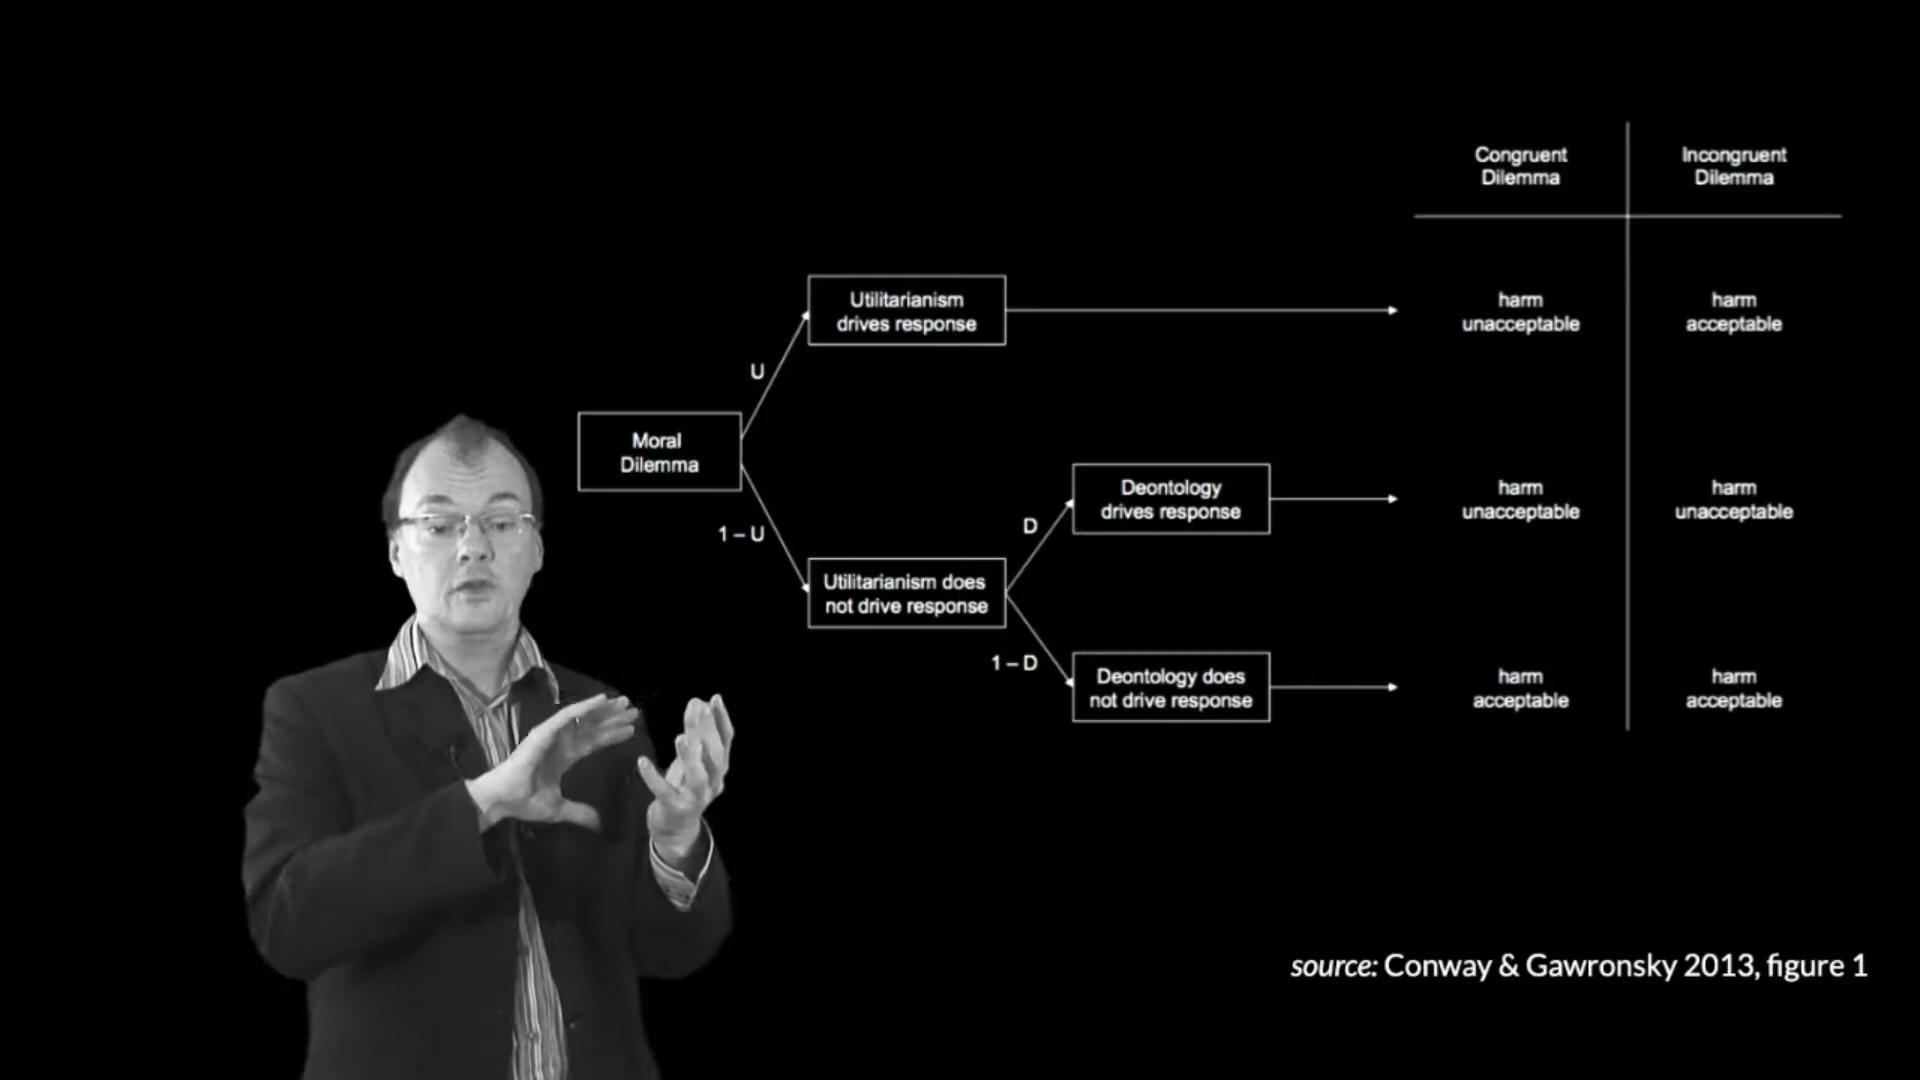 Congruent
Dilemma
Incongruent
Dilemma
Utilitarianism
drives response
harm
unacceptable
harm
acceptable
U
Moral
Dilemma
1 – U
Deontology
drives response
harm
unacceptable
harm
unacceptable
D
Utilitarianism does
not drive response
1 – D
Deontology does
not drive response
harm
acceptable
harm
acceptable
source: Conway & Gawronsky 2013, figure 1